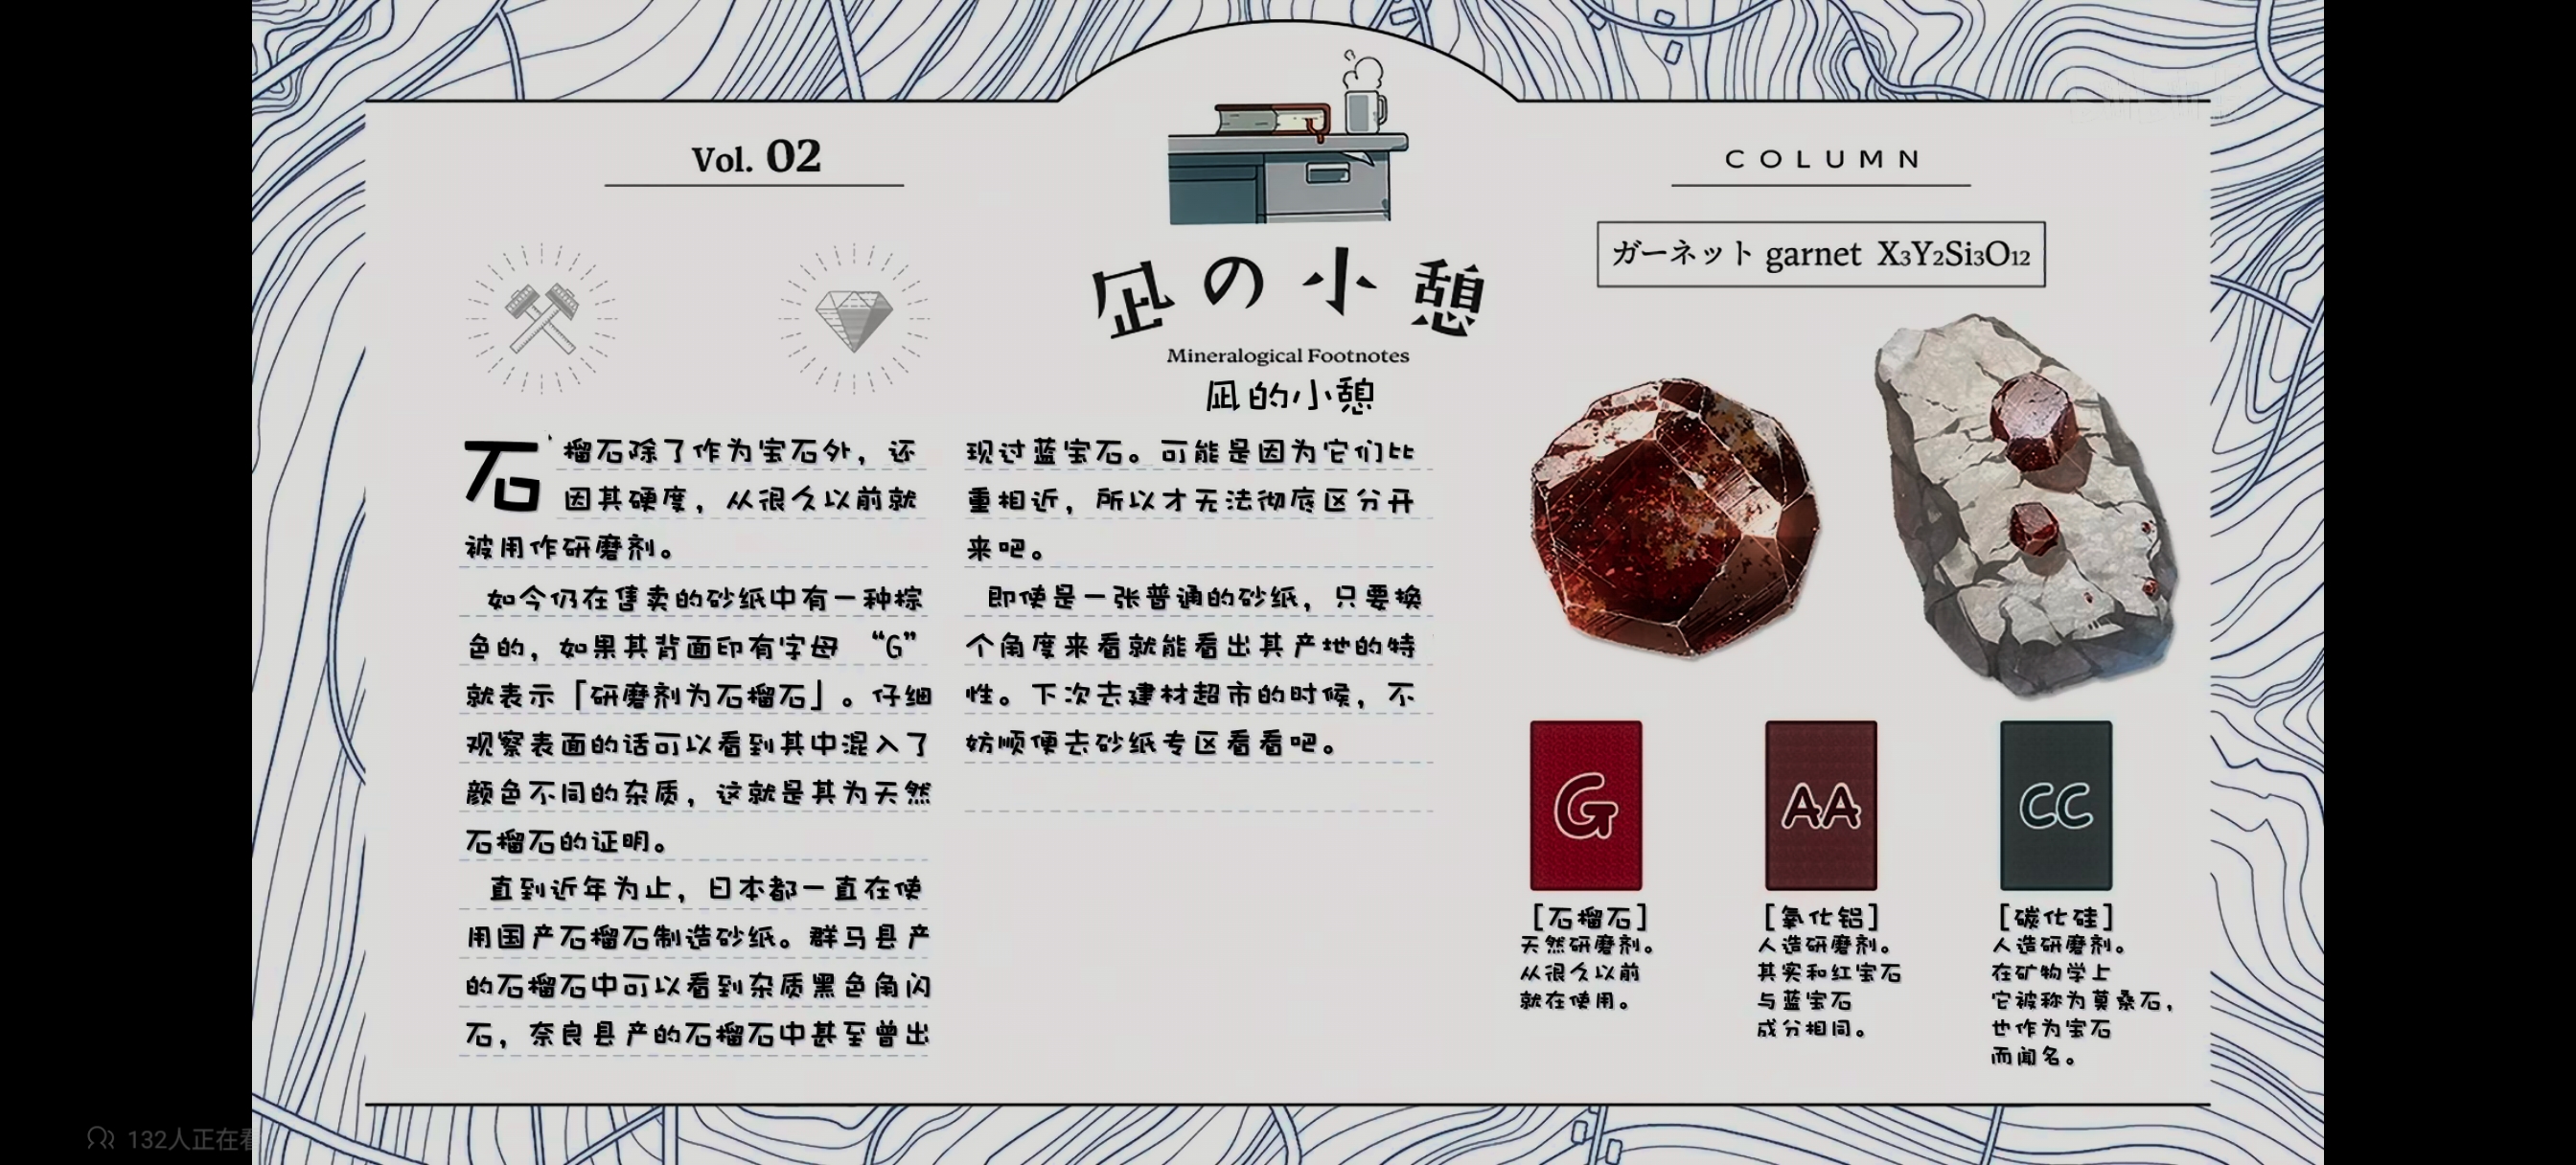 Vol. 02
凪の小憩
Mineralogical Footnotes
凪的小憩
石榴石除了作为宝石外，还
因其硬度，从很久以前就
被用作研磨剂。
如今仍在售卖的砂纸中有一种棕
色的，如果其背面印有字母 “G”
就表示「研磨剂为石榴石」。仔细
观察表面的话可以看到其中混入了
颜色不同的杂质，这就是其为天然
石榴石的证明。
直到近年为止，日本都一直在使
用国产石榴石制造砂纸。群马县产
的石榴石中可以看到杂质黑色角闪
石，奈良县产的石榴石中甚至曾出
现过蓝宝石。可能是因为它们比
重相近，所以才无法彻底区分开
来吧。
即使是一张普通的砂纸，只要换
个角度来看就能看出其产地的特
性。下次去建材超市的时候，不
妨顺便去砂纸专区看看吧。
COLUMN
ガーネット garnet X3Y2Si3O12
G
[石榴石]
天然研磨剂。
从很久以前
就在使用。
AA
[氧化铝]
人造研磨剂。
其实和红宝石
与蓝宝石
成分相同。
CC
[碳化硅]
人造研磨剂。
在矿物学上
它被称为莫桑石，
也作为宝石
而闻名。
132人正在看